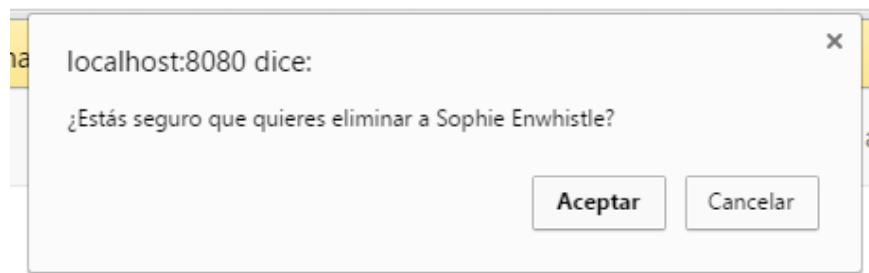 localhost:8080 dice:
¿Estás seguro que quieres eliminar a Sophie Enwhistle?
Aceptar Cancelar